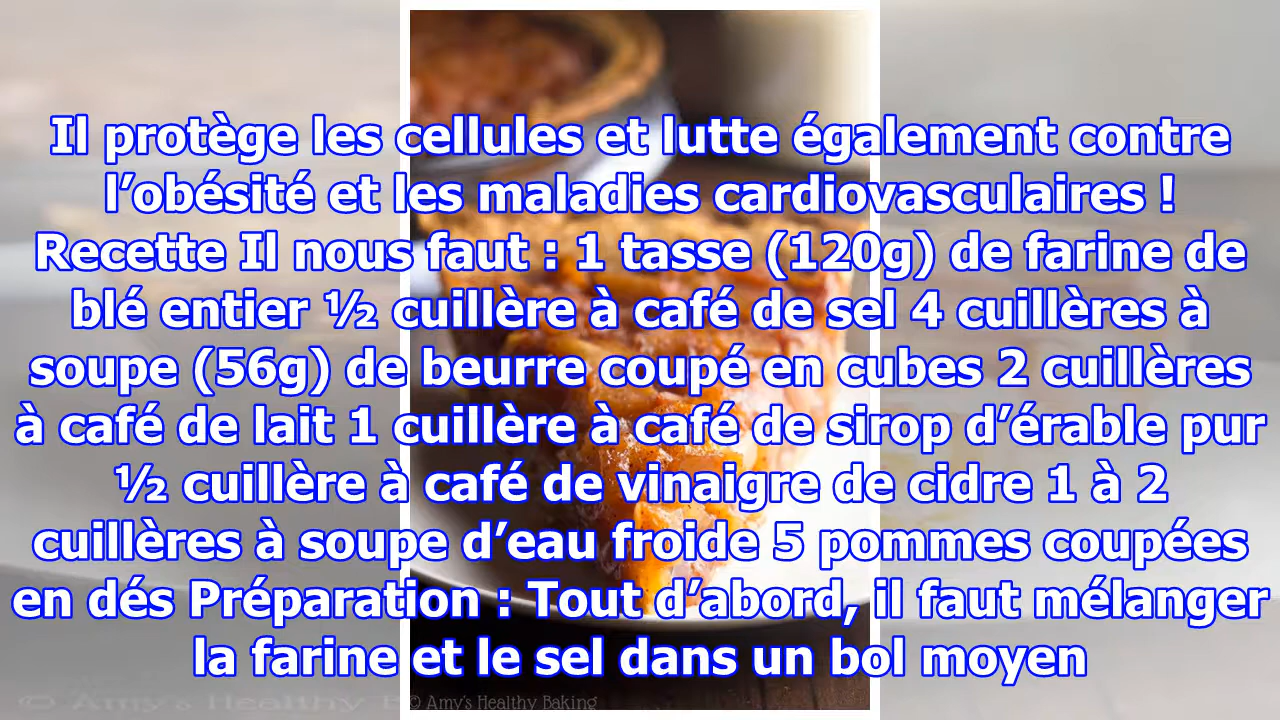 Il protège les cellules et lutte également contre
l’obésité et les maladies cardiovasculaires !
Recette Il nous faut : 1 tasse (120g) de farine de
blé entier ½ cuillère à café de sel 4 cuillères à
soupe (56g) de beurre coupé en cubes 2 cuillères
à café de lait 1 cuillère à café de sirop d’érable pur
½ cuillère à café de vinaigre de cidre 1 à 2
cuillères à soupe d’eau froide 5 pommes coupées
en dés Préparation : Tout d’abord, il faut mélanger
la farine et le sel dans un bol moyen
© Amy's Healthy Baking
© Amy's Healthy Baking